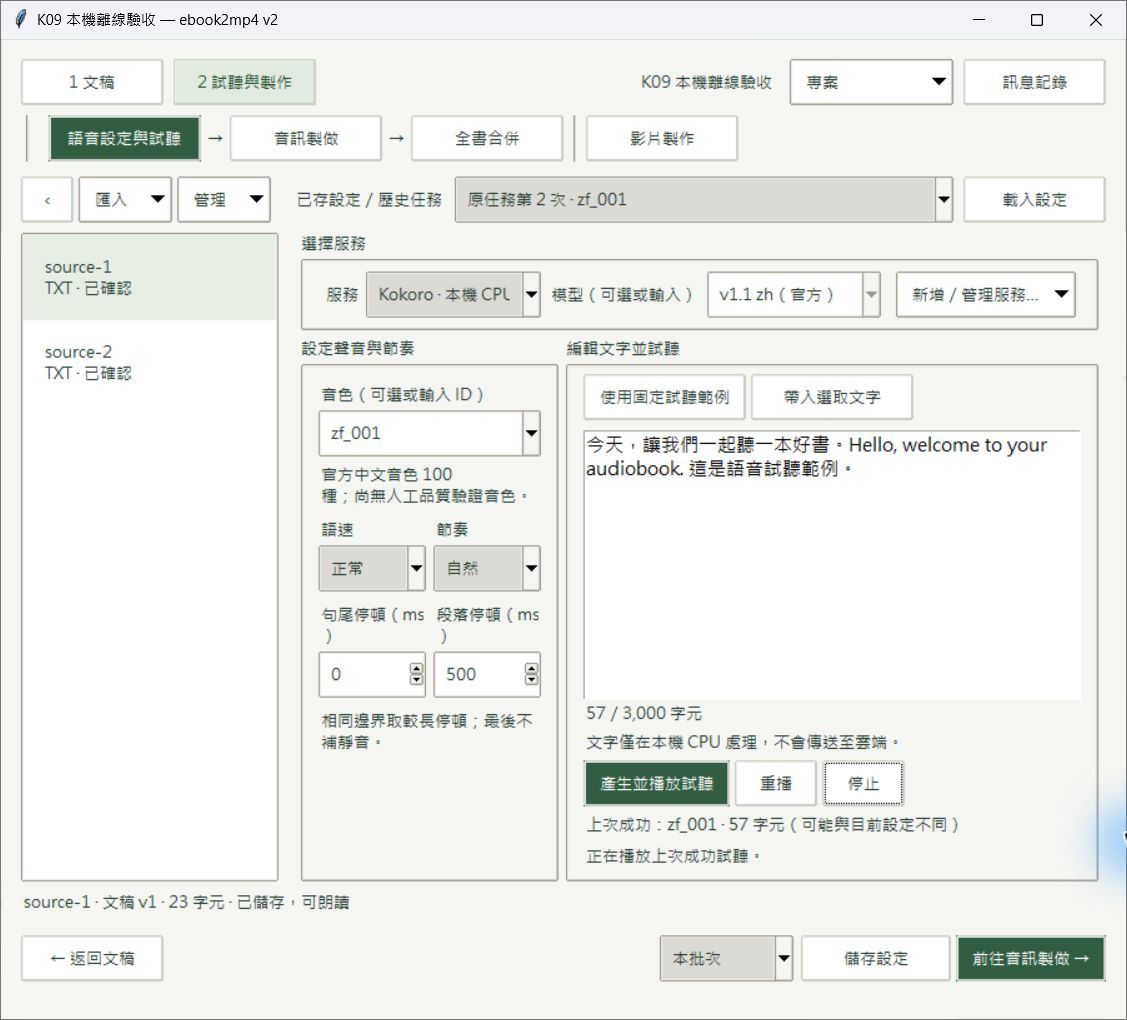 K09 本機離線驗收 — ebook2mp4 v2
1 文稿
2 試聽與製作
K09 本機離線驗收
專案
訊息記錄
語音設定與試聽
→
音訊製做
→
全書合併
影片製作
‹
匯入
管理
已存設定 / 歷史任務
原任務第 2 次 · zf_001
載入設定
source-1
TXT · 已確認
source-2
TXT · 已確認
選擇服務
服務
Kokoro · 本機 CPU
模型（可選或輸入）
v1.1 zh（官方）
新增 / 管理服務...
設定聲音與節奏
音色（可選或輸入 ID）
zf_001
官方中文音色 100
種；尚無人工品質驗證音色。
語速
節奏
正常
自然
句尾停頓（ms
）
段落停頓（ms
）
0
500
相同邊界取較長停頓；最後不
補靜音。
編輯文字並試聽
使用固定試聽範例
帶入選取文字
今天，讓我們一起聽一本好書。Hello, welcome to your
audiobook. 這是語音試聽範例。
57 / 3,000 字元
文字僅在本機 CPU 處理，不會傳送至雲端。
產生並播放試聽
重播
停止
上次成功：zf_001 · 57 字元（可能與目前設定不同）
正在播放上次成功試聽。
source-1 · 文稿 v1 · 23 字元 · 已儲存，可朗讀
← 返回文稿
本批次
儲存設定
前往音訊製做 →